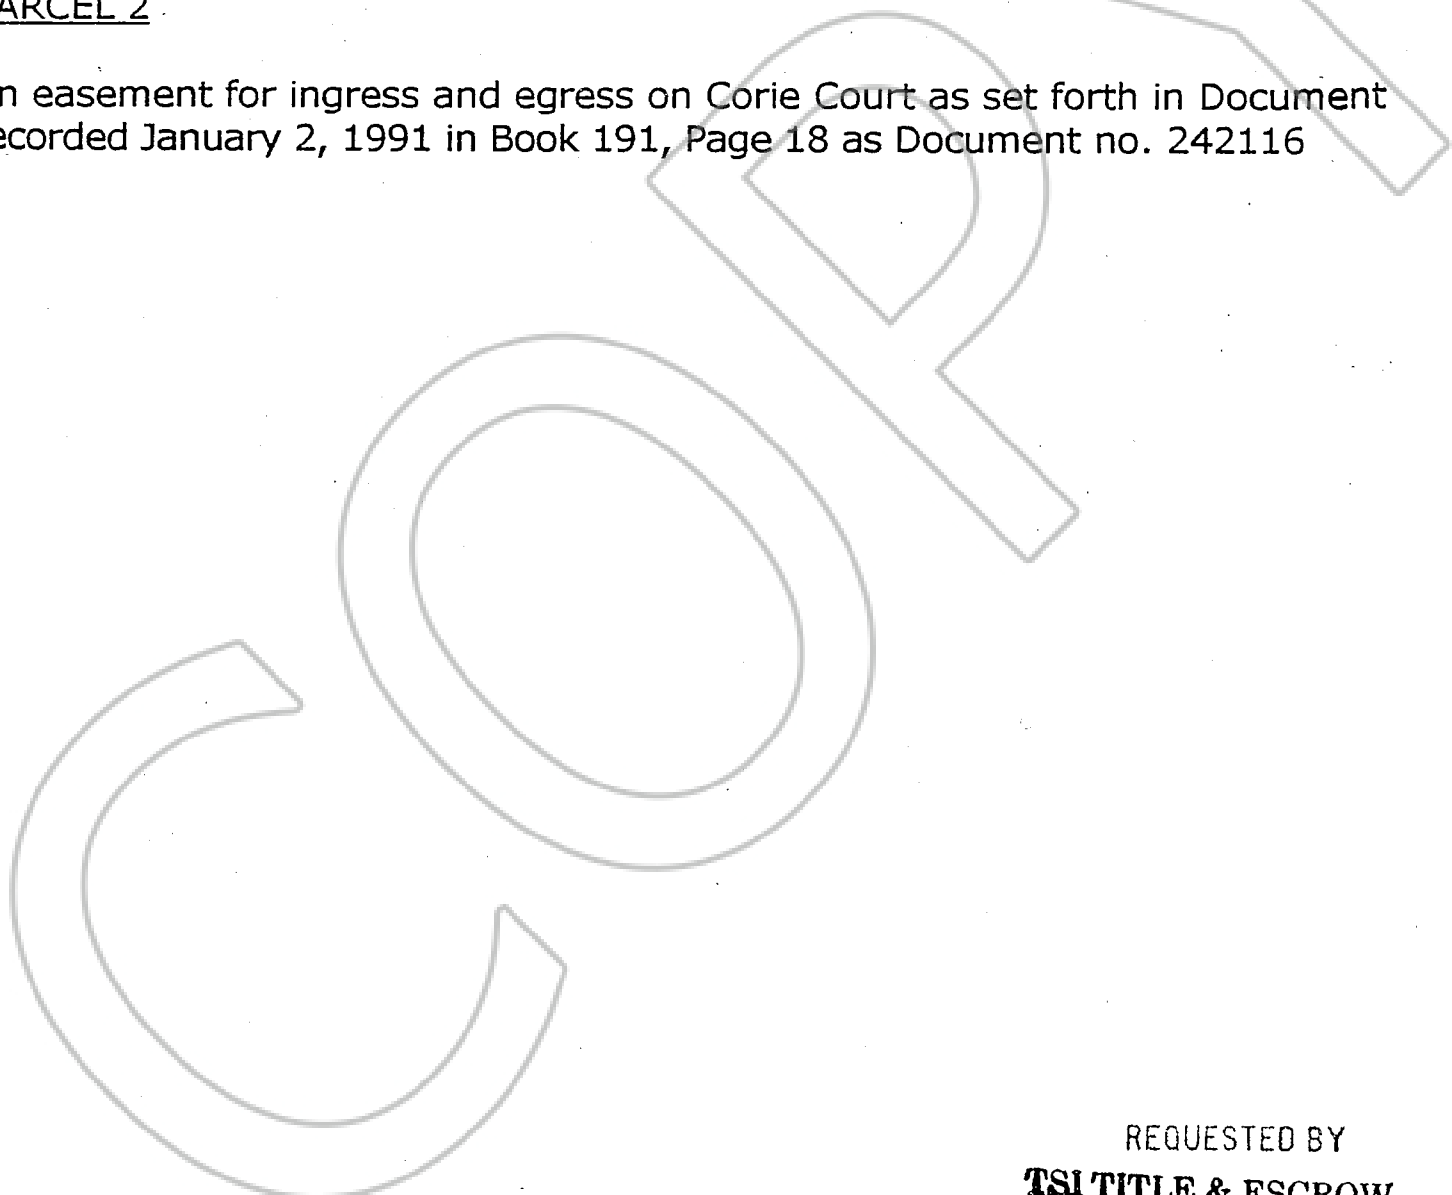 ARCEL 2
n easement for ingress and egress on Corie Court as set forth in Document
ecorded January 2, 1991 in Book 191, Page 18 as Document no. 242116
COPY
REQUESTED BY
TSI TITLE & ESCROW